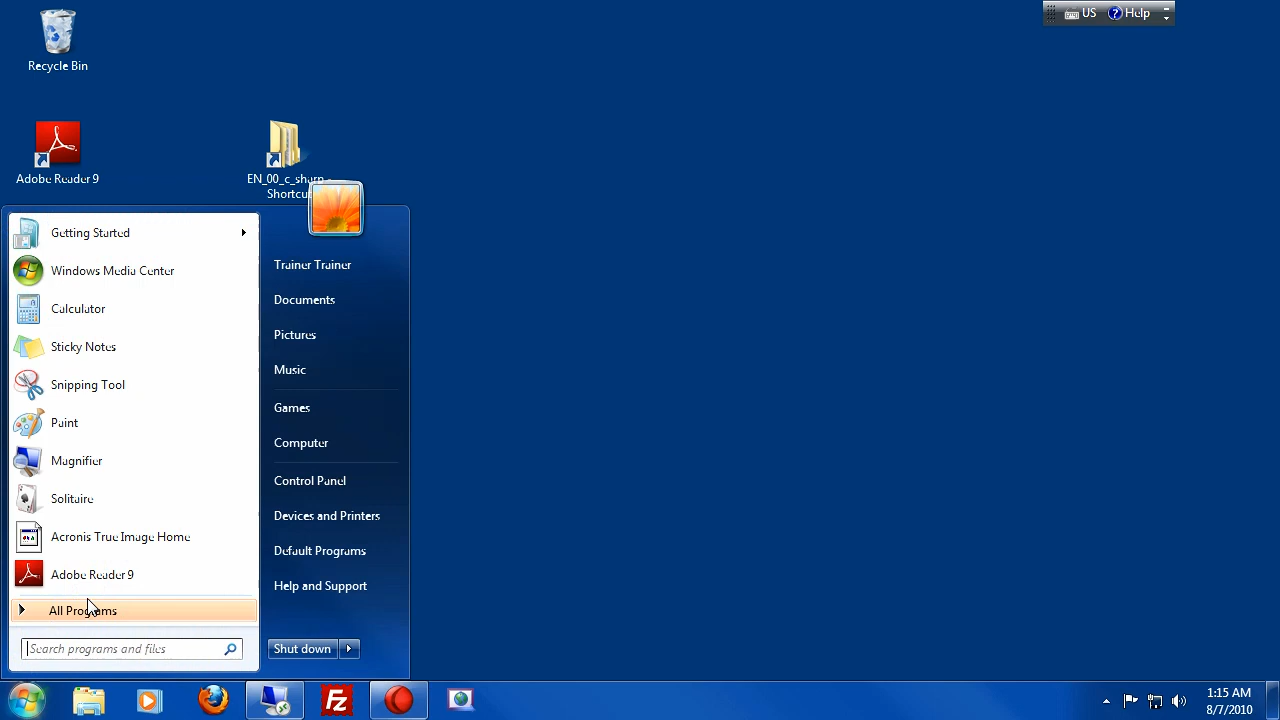 US Help
Recycle Bin
Adobe Reader 9
EN_00_c_sharp -
Shortcut
Getting Started
Windows Media Center
Calculator
Sticky Notes
Snipping Tool
Paint
Magnifier
Solitaire
Acronis True Image Home
Adobe Reader 9
All Programs
Search programs and files
Trainer Trainer
Documents
Pictures
Music
Games
Computer
Control Panel
Devices and Printers
Default Programs
Help and Support
Shut down
Fz
1:15 AM
8/7/2010